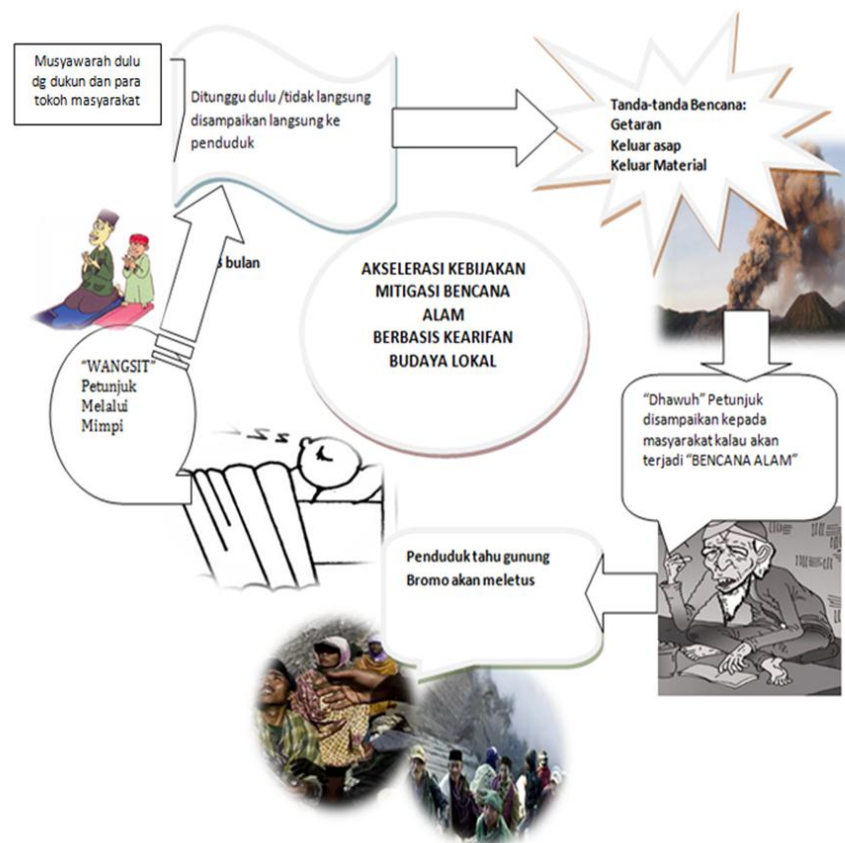 Musyawarah dulu
dg dukun dan para
tokoh masyarakat
Ditunggu dulu /tidak langsung
disampaikan langsung ke
penduduk
Tanda-tanda Bencana:
Getaran
Keluar asap
Keluar Material
bulan
AKSELERASI KEBIJAKAN
MITIGASI BENCANA
ALAM
BERBASIS KEARIFAN
BUDAYA LOKAL
“WANGSIT”
Petunjuk
Melalui
Mimpi
“Dhawuh” Petunjuk
disampaikan kepada
masyarakat kalau akan
terjadi “BENCANA ALAM”
Penduduk tahu gunung
Bromo akan meletus